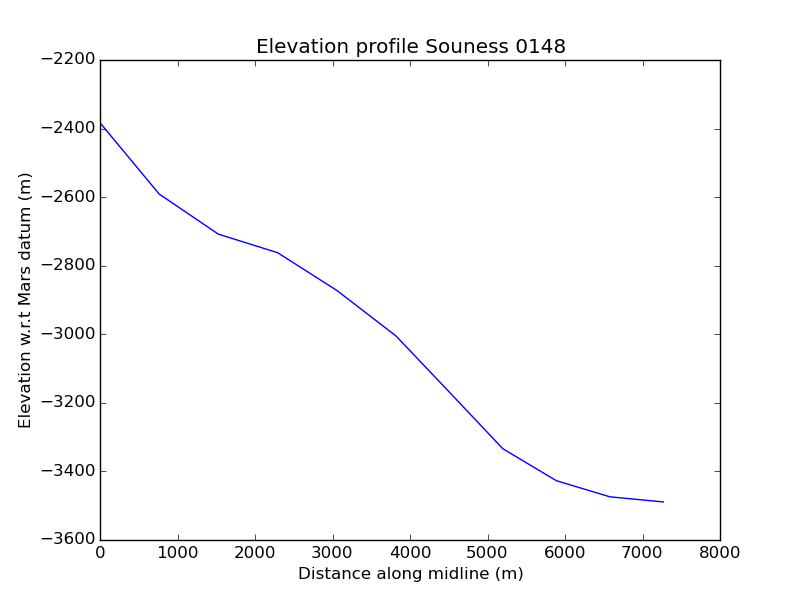 Elevation profile Souness 0148
−2200
−2400
−2600
−2800
−3000
−3200
−3400
−3600
Elevation w.r.t Mars datum (m)
0 1000 2000 3000 4000 5000 6000 7000 8000
Distance along midline (m)